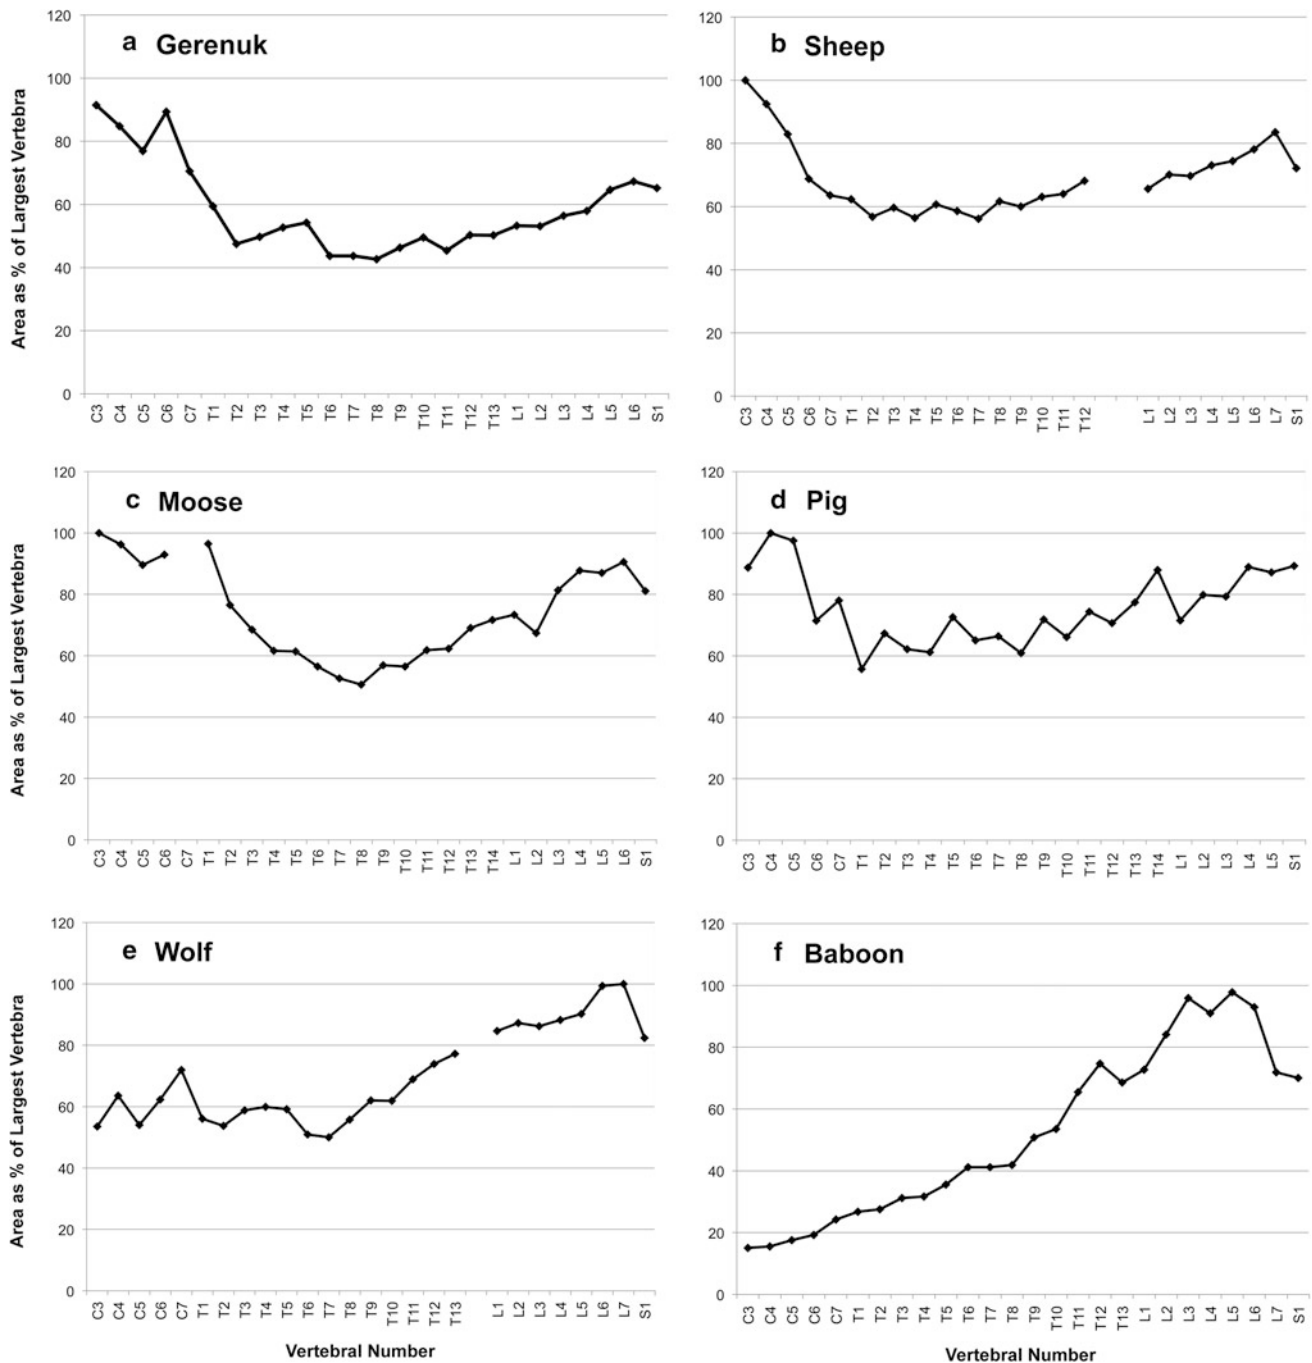 a Gerenuk
Area as % of Largest Vertebra
120
100
80
60
40
20
0
C3 C4 C5 C6 C7 T1 T2 T3 T4 T5 T6 T7 T8 T9 T10 T11 T12 T13 L1 L2 L3 L4 L5 L6 S1
b Sheep
120
100
80
60
40
20
0
C3 C4 C5 C6 C7 T1 T2 T3 T4 T5 T6 T7 T8 T9 T10 T11 T12 L1 L2 L3 L4 L5 L6 L7 S1
c Moose
Area as % of Largest Vertebra
120
100
80
60
40
20
0
C3 C4 C5 C6 C7 T1 T2 T3 T4 T5 T6 T7 T8 T9 T10 T11 T12 T14 L1 L2 L3 L4 L5 L6 S1
d Pig
120
100
80
60
40
20
0
C3 C4 C5 C6 C7 T1 T2 T3 T4 T5 T6 T7 T8 T9 T10 T11 T12 T13 T14 L1 L2 L3 L4 L5 S1
e Wolf
Area as % of Largest Vertebra
120
100
80
60
40
20
0
C3 C4 C5 C6 C7 T1 T2 T3 T4 T5 T6 T7 T8 T9 T10 T11 T12 T13 L1 L2 L3 L4 L5 L6 L7 S1
Vertebral Number
f Baboon
120
100
80
60
40
20
0
C3 C4 C5 C6 C7 T1 T2 T3 T4 T5 T6 T7 T8 T9 T10 T11 T12 T13 L1 L2 L3 L4 L5 L6 L7 S1
Vertebral Number